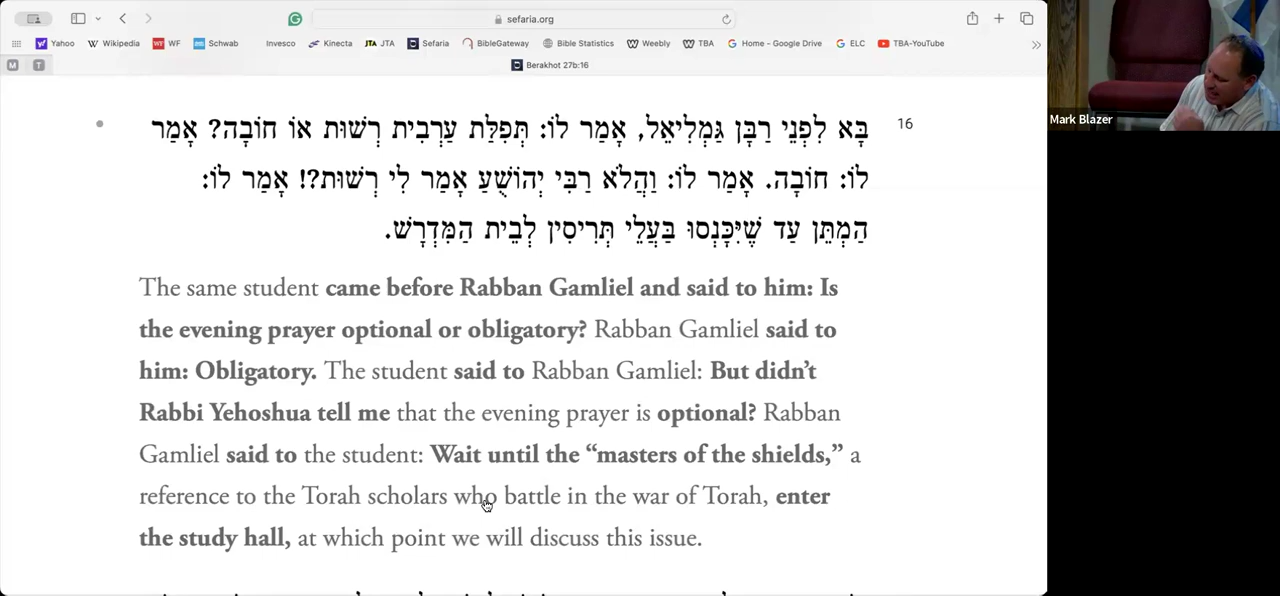 sefaria.org
Yahoo Wikipedia WF WF Schwab Invesco Kinecta JTA JTA Sefaria BibleGateway Bible Statistics Weebly TBA Home - Google Drive ELC TBA-YouTube
M T Berakhot 27b:16
Mark Blazer
16
בָּא לִפְנֵי רַבָּן גַּמְלִיאֵל, אָמַר לוֹ: תְּפִלַּת עַרְבִית רְשׁוּת אוֹ חוֹבָה? אָמַר
לוֹ: חוֹבָה. אָמַר לוֹ: וַהֲלֹא רַבִּי יְהוֹשֻׁעַ אָמַר לִי רְשׁוּת?! אָמַר לוֹ:
הַמְתֵּן עַד שֶׁיִּכָּנְסוּ בַּעֲלֵי תְּרִיסִין לְבֵית הַמִּדְרָשׁ.
The same student came before Rabban Gamliel and said to him: Is
the evening prayer optional or obligatory? Rabban Gamliel said to
him: Obligatory. The student said to Rabban Gamliel: But didn’t
Rabbi Yehoshua tell me that the evening prayer is optional? Rabban
Gamliel said to the student: Wait until the “masters of the shields,” a
reference to the Torah scholars who battle in the war of Torah, enter
the study hall, at which point we will discuss this issue.